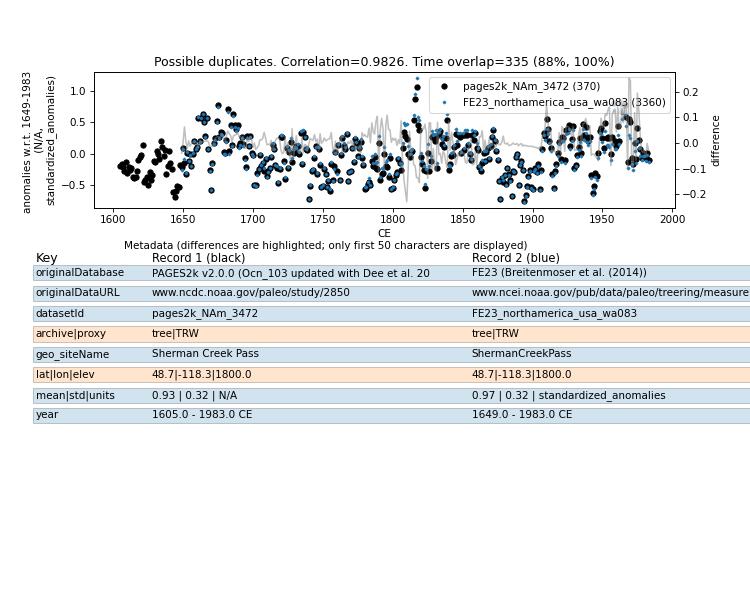 Possible duplicates. Correlation=0.9826. Time overlap=335 (88%, 100%)
anomalies w.r.t. 1649-1983
(N/A,
standardized_anomalies)
1.0
0.5
0.0
−0.5
pages2k_NAm_3472 (370)
FE23_northamerica_usa_wa083 (3360)
0.2
0.1
0.0
−0.1
−0.2
difference
1600 1650 1700 1750 1800 1850 1900 1950 2000
CE
Metadata (differences are highlighted; only first 50 characters are displayed)
Key Record 1 (black) Record 2 (blue)
originalDatabase PAGES2k v2.0.0 (Ocn_103 updated with Dee et al. 20 FE23 (Breitenmoser et al. (2014))
originalDataURL www.ncdc.noaa.gov/paleo/study/2850 www.ncei.noaa.gov/pub/data/paleo/treering/measure
datasetId pages2k_NAm_3472 FE23_northamerica_usa_wa083
archive|proxy tree|TRW tree|TRW
geo_siteName Sherman Creek Pass ShermanCreekPass
lat|lon|elev 48.7|-118.3|1800.0 48.7|-118.3|1800.0
mean|std|units 0.93 | 0.32 | N/A 0.97 | 0.32 | standardized_anomalies
year 1605.0 - 1983.0 CE 1649.0 - 1983.0 CE